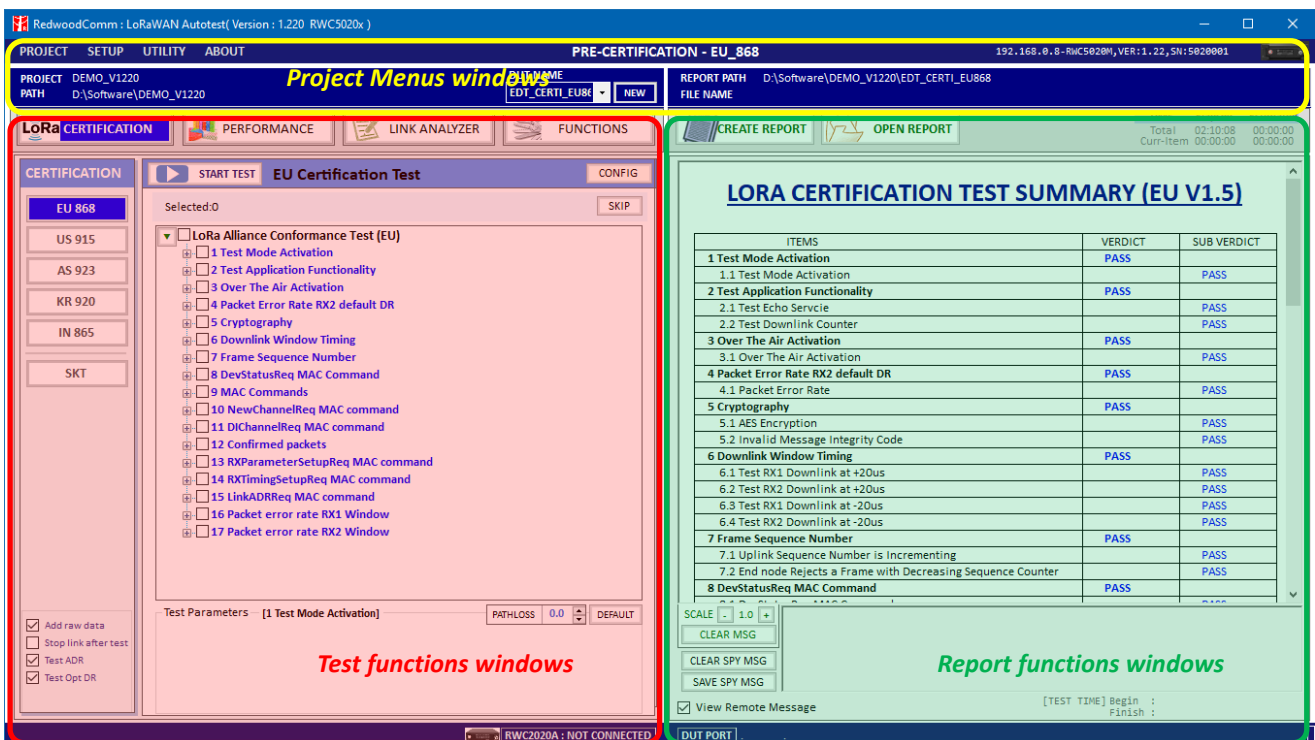 RedwoodComm : LoRaWAN Autotest( Version : 1.220 RWC5020x )
PROJECT SETUP UTILITY ABOUT
PRE-CERTIFICATION - EU_868
192.168.0.8-RWC5020M,VER:1.22,SN:5020001
PROJECT DEMO_V1220
PATH D:\Software\DEMO_V1220
Project Menus windows
DUT NAME
EDT_CERTI_EU86
NEW
REPORT PATH D:\Software\DEMO_V1220\EDT_CERTI_EU868
FILE NAME
LoRa CERTIFICATION
PERFORMANCE
LINK ANALYZER
FUNCTIONS
CREATE REPORT
OPEN REPORT
Total 02:10:08 00:00:00
Curr-Item 00:00:00 00:00:00
CERTIFICATION
EU 868
US 915
AS 923
KR 920
IN 865
SKT
Add raw data
Stop link after test
Test ADR
Test Opt DR
START TEST
EU Certification Test
CONFIG
Selected:0
SKIP
LoRa Alliance Conformance Test (EU)
1 Test Mode Activation
2 Test Application Functionality
3 Over The Air Activation
4 Packet Error Rate RX2 default DR
5 Cryptography
6 Downlink Window Timing
7 Frame Sequence Number
8 DevStatusReq MAC Command
9 MAC Commands
10 NewChannelReq MAC command
11 DIChannelReq MAC command
12 Confirmed packets
13 RXParameterSetupReq MAC command
14 RXTimingSetupReq MAC command
15 LinkADRReq MAC command
16 Packet error rate RX1 Window
17 Packet error rate RX2 Window
Test Parameters [1 Test Mode Activation]
PATHLOSS 0.0
DEFAULT
Test functions windows
RWC2020A : NOT CONNECTED
LORA CERTIFICATION TEST SUMMARY (EU V1.5)
ITEMS VERDICT SUB VERDICT
1 Test Mode Activation PASS
1.1 Test Mode Activation PASS
2 Test Application Functionality PASS
2.1 Test Echo Servcie PASS
2.2 Test Downlink Counter PASS
3 Over The Air Activation PASS
3.1 Over The Air Activation PASS
4 Packet Error Rate RX2 default DR PASS
4.1 Packet Error Rate PASS
5 Cryptography PASS
5.1 AES Encryption PASS
5.2 Invalid Message Integrity Code PASS
6 Downlink Window Timing PASS
6.1 Test RX1 Downlink at +20us PASS
6.2 Test RX2 Downlink at +20us PASS
6.3 Test RX1 Downlink at -20us PASS
6.4 Test RX2 Downlink at -20us PASS
7 Frame Sequence Number PASS
7.1 Uplink Sequence Number is Incrementing PASS
7.2 End node Rejects a Frame with Decreasing Sequence Counter PASS
8 DevStatusReq MAC Command PASS
SCALE - 1.0 +
CLEAR MSG
CLEAR SPY MSG
SAVE SPY MSG
Report functions windows
View Remote Message
[TEST TIME] Begin :
Finish :
DUT PORT